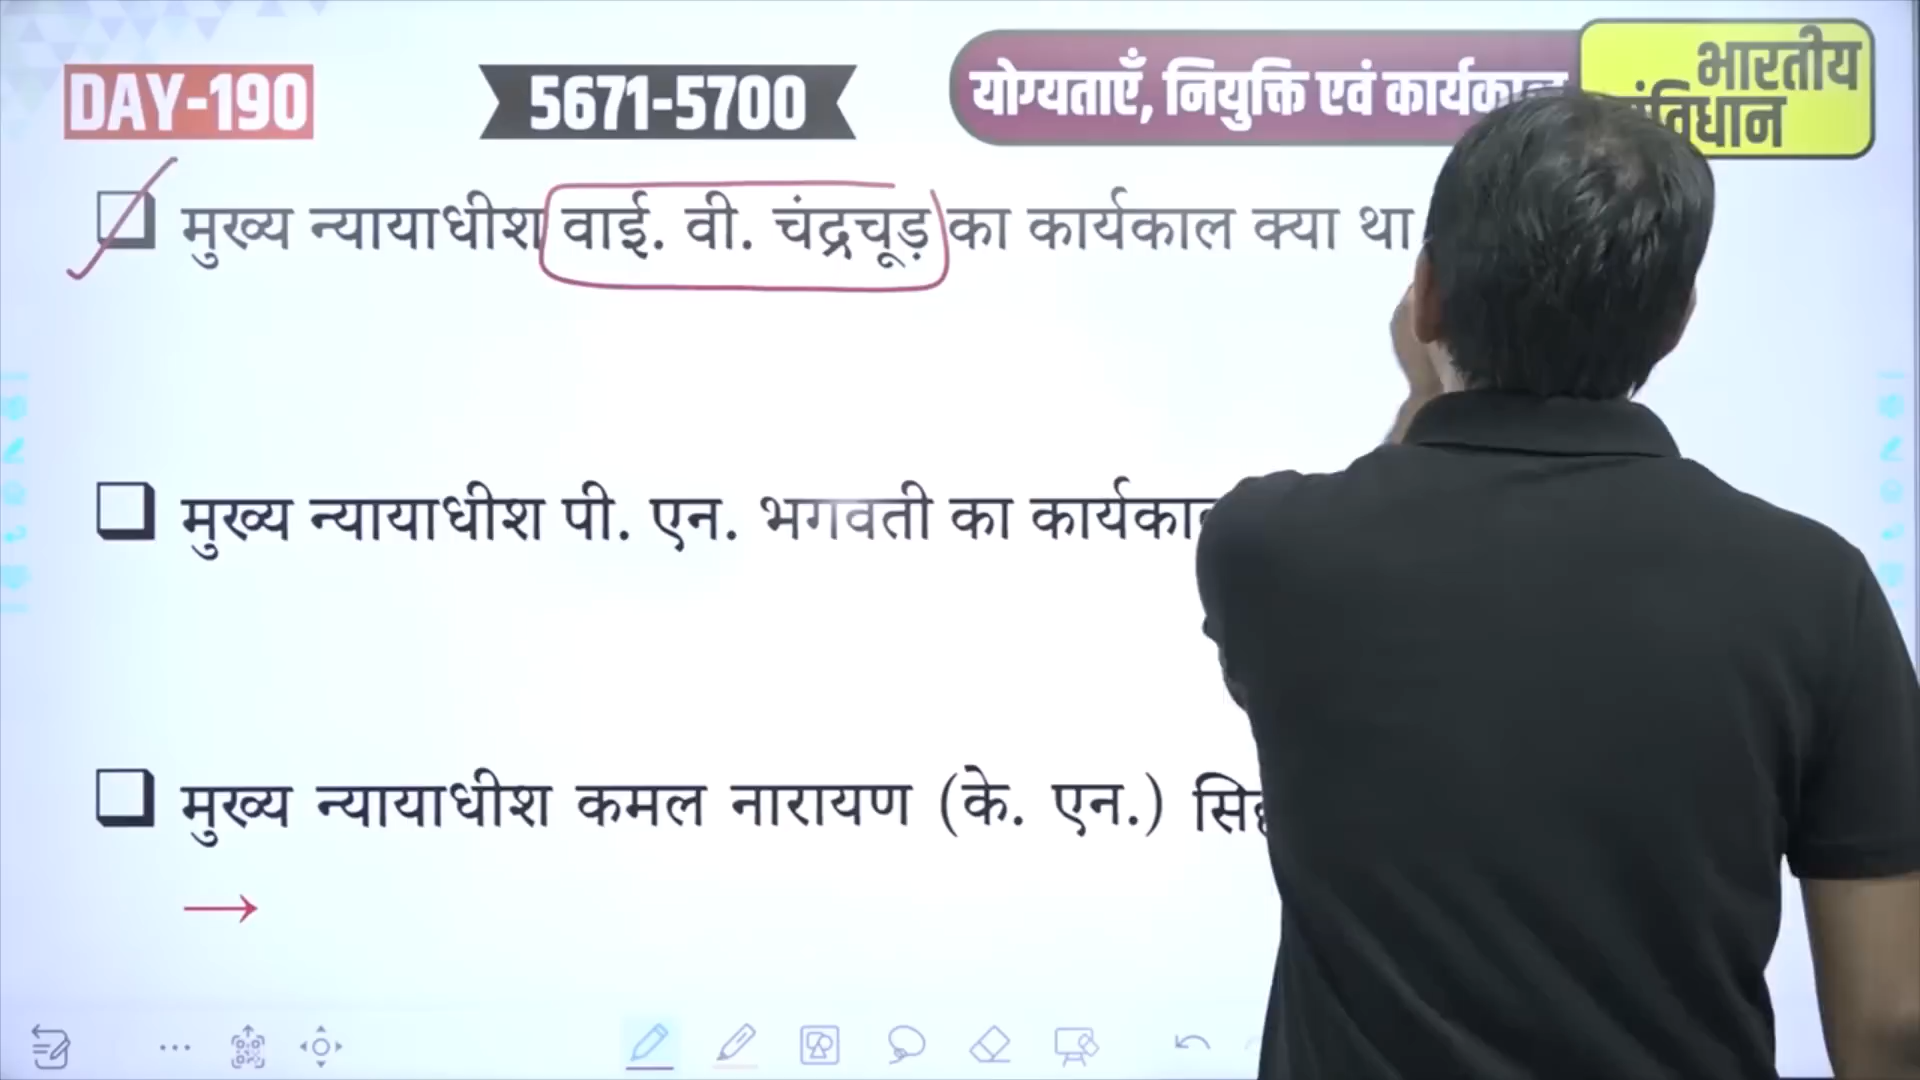 DAY-190
5671-5700
योग्यताएँ, नियुक्ति एवं
भारतीय
मुख्य न्यायाधीश वाई. वी. चंद्रचूड़ का कार्यकाल क्या था
मुख्य न्यायाधीश पी. एन. भगवती का
मुख्य न्यायाधीश कमल नारायण (के. एन.)